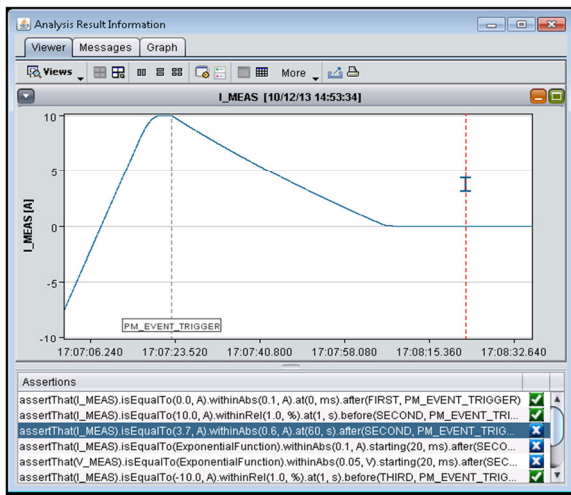 Analysis Result Information
Viewer Messages Graph
Views More
I_MEAS [10/12/13 14:53:34]
10
5
0
-5
-10
I_MEAS [A]
PM_EVENT_TRIGGER
17:07:06.240 17:07:23.520 17:07:40.800 17:07:58.080 17:08:15.360 17:08:32.640
Assertions
assertThat(I_MEAS).isEqualTo(0.0, A).withinAbs(0.1, A).at(0, ms).after(FIRST, PM_EVENT_TRIGGER)
assertThat(I_MEAS).isEqualTo(10.0, A).withinRel(1.0, %).at(1, s).before(SECOND, PM_EVENT_TRI...
assertThat(I_MEAS).isEqualTo(3.7, A).withinAbs(0.6, A).at(60, s).after(SECOND, PM_EVENT_TRIG...
assertThat(I_MEAS).isEqualTo(ExponentialFunction).withinAbs(0.1, A).starting(20, ms).after(SECO...
assertThat(V_MEAS).isEqualTo(ExponentialFunction).withinAbs(0.05, V).starting(20, ms).after(SEC...
assertThat(I_MEAS).isEqualTo(-10.0, A).withinRel(1.0, %).at(1, s).before(THIRD, PM_EVENT_TRIG...